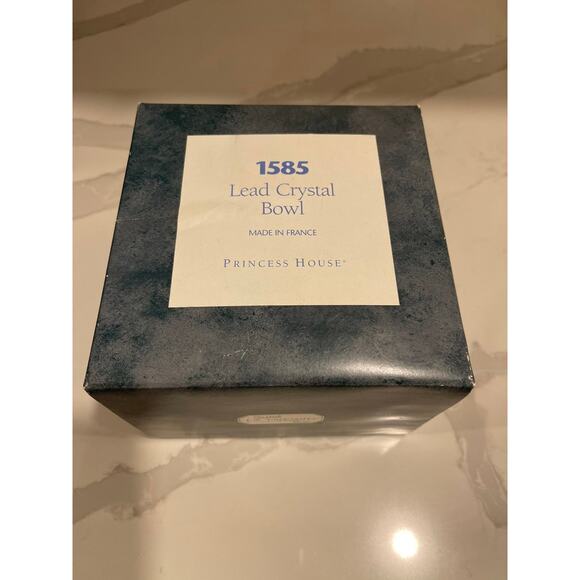 1585
Lead Crystal
Bowl
MADE IN FRANCE
PRINCESS HOUSE®